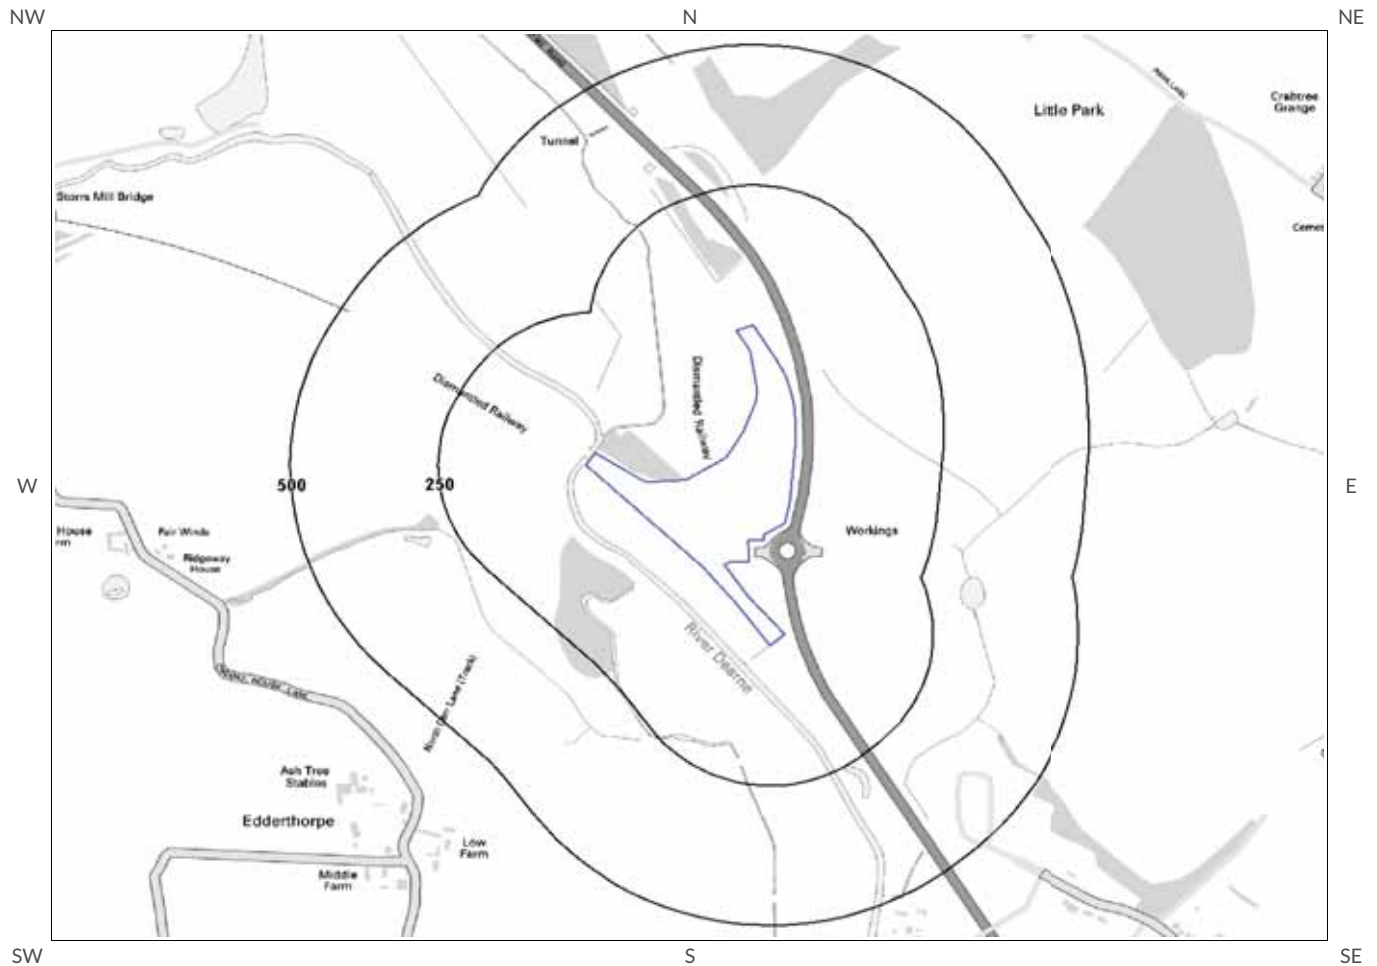 NW
N
NE
Little Park
Crabtree
Grange
Tunnel
Storrs Mill Bridge
Dismantled Railway
Dismantled Railway
W
500
250
E
House
Fair Winds
Ridgeway
House
Workings
River Dearne
Ash Tree
Stables
Edderthorpe
Low
Farm
Middle
Farm
SW
S
SE